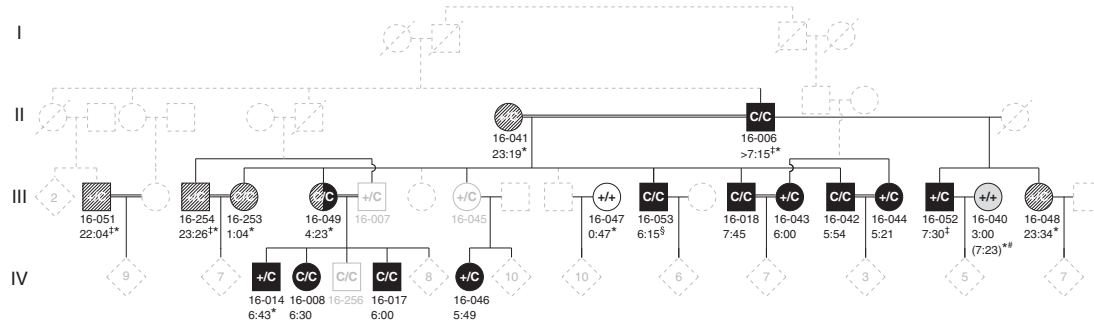 I
II
C/C C/C
16-041 16-006
23:19* >7:15‡*
III
2 +/C +/C C/C C/C +/C +/C +/+ C/C C/C +/C C/C +/C +/C +/+
16-051 16-254 16-253 16-049 16-007 16-045 16-047 16-053 16-018 16-043 16-042 16-044 16-052 16-040 16-048
22:04‡* 23:26‡* 1:04* 4:23* 0:47* 6:15§ 7:45 6:00 5:54 5:21 7:30‡ 3:00 23:34*
(7:23)*#
IV
9 7 +/C C/C C/C C/C 8 +/C 10 10 6 7 3 5 7
16-014 16-008 16-256 16-017 16-046
6:43* 6:30 6:00 5:49